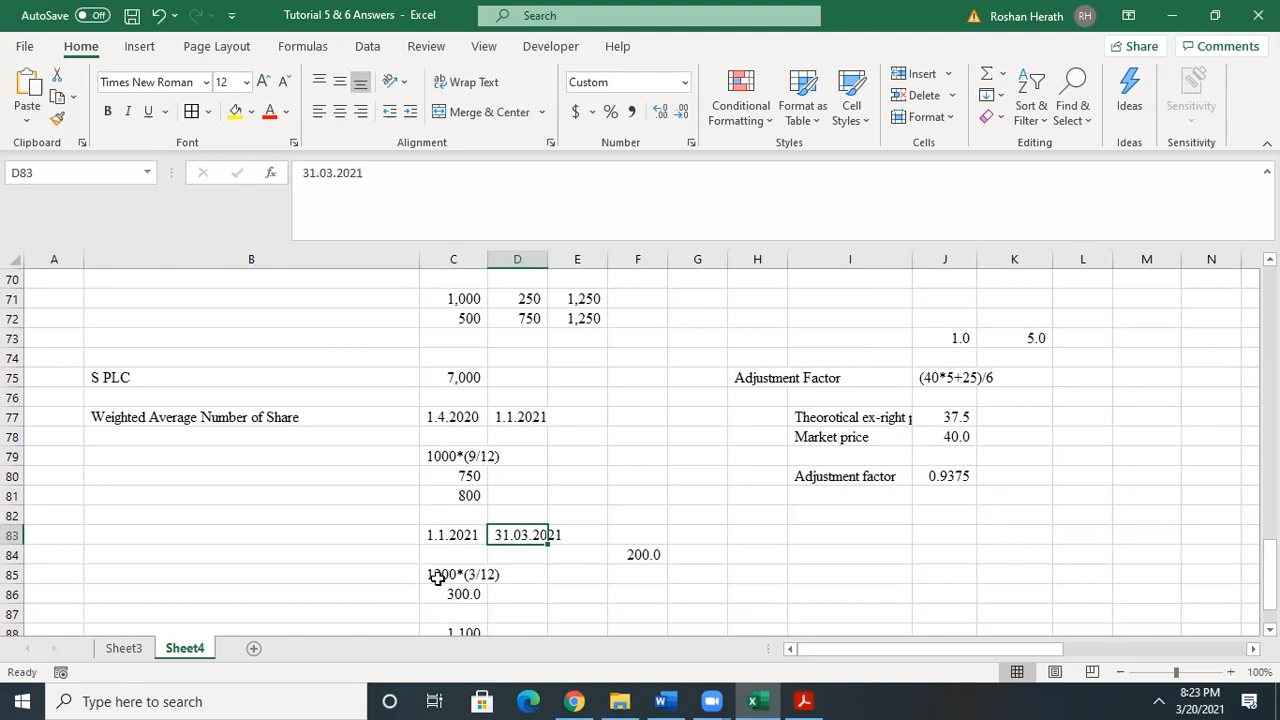 AutoSave Off Tutorial 5 & 6 Answers - Excel Search Roshan Herath RH
File Home Insert Page Layout Formulas Data Review View Developer Help Share Comments
Times New Roman 12 Wrap Text Custom Insert
Paste B I U Merge & Center $ % Conditional Formatting Format as Table Cell Styles Delete Format Sort & Filter Find & Select Ideas Sensitivity
Clipboard Font Alignment Number Styles Cells Editing Ideas Sensitivity
D83 fx 31.03.2021
A B C D E F G H I J K L M N
70
71 1,000 250 1,250
72 500 750 1,250
73 1.0 5.0
74
75 S PLC 7,000 Adjustment Factor (40*5+25)/6
76
77 Weighted Average Number of Share 1.4.2020 1.1.2021 Theorotical ex-right p 37.5
78 Market price 40.0
79 1000*(9/12)
80 750 Adjustment factor 0.9375
81 800
82
83 1.1.2021 31.03.2021
84 200.0
85 1200*(3/12)
86 300.0
87
88 1,100
Sheet3 Sheet4
Ready 100%
Type here to search 8:23 PM
3/20/2021